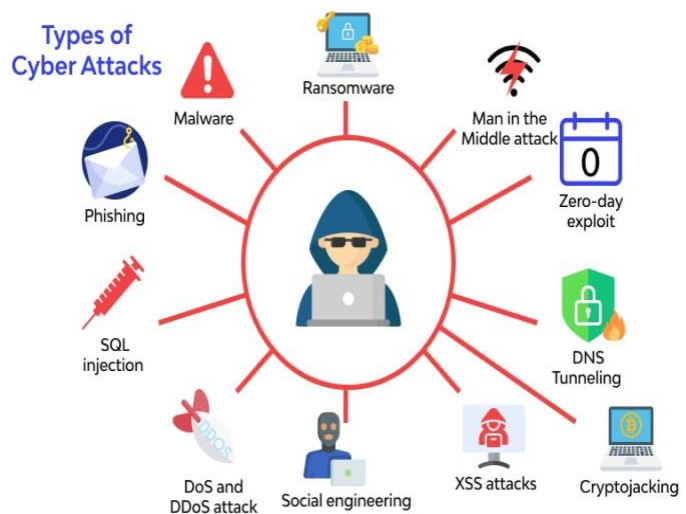 Types of
Cyber Attacks
Ransomware
Malware
Man in the
Middle attack
0
Phishing
Zero-day
exploit
SQL
injection
DNS
Tunneling
DDOS
DoS and
DDoS attack
Social engineering
XSS attacks
Cryptojacking